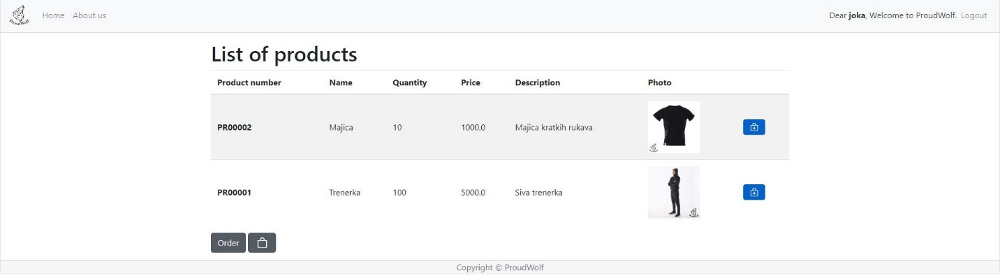 ProudWolf
Home About us Dear joka, Welcome to ProudWolf. Logout
List of products
Product number Name Quantity Price Description Photo
PR00002 Majica 10 1000.0 Majica kratkih rukava
PR00001 Trenerka 100 5000.0 Siva trenerka
Order
Copyright © ProudWolf